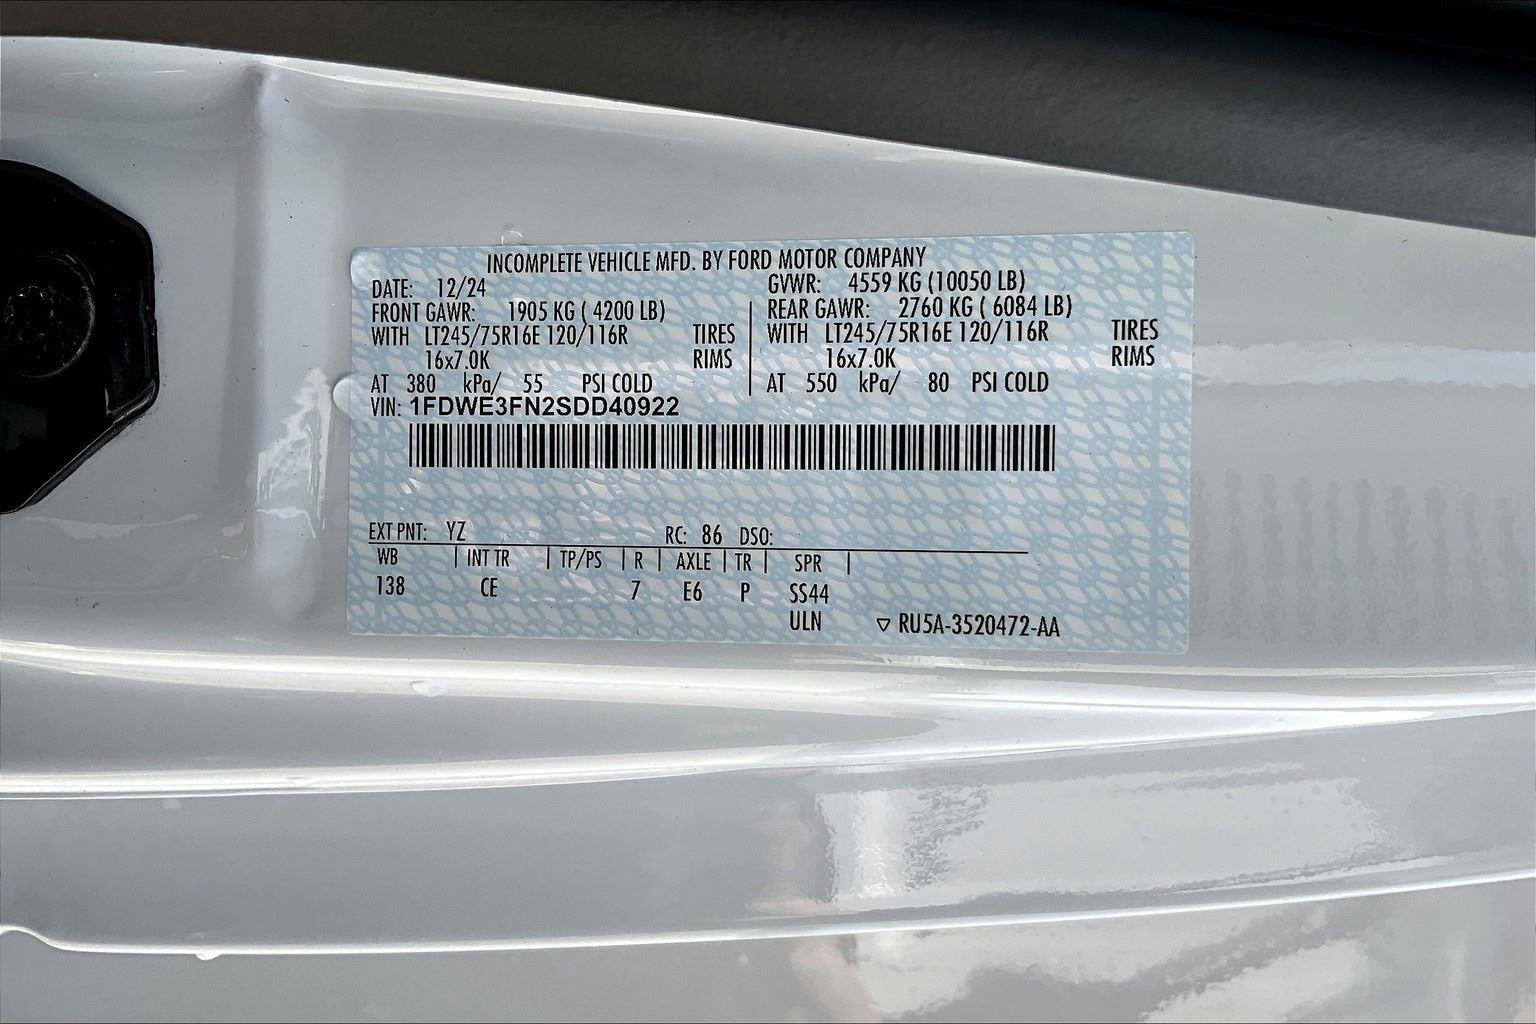 INCOMPLETE VEHICLE MFD. BY FORD MOTOR COMPANY
DATE: 12/24 GVWR: 4559 KG (10050 LB)
FRONT GAWR: 1905 KG ( 4200 LB) REAR GAWR: 2760 KG ( 6084 LB)
WITH LT245/75R16E 120/116R TIRES WITH LT245/75R16E 120/116R TIRES
16x7.0K RIMS 16x7.0K RIMS
AT 380 kPa/ 55 PSI COLD AT 550 kPa/ 80 PSI COLD
VIN: 1FDWE3FN2SDD40922
EXT PNT: YZ RC: 86 DSO:
WB | INT TR | TP/PS | R | AXLE | TR | SPR |
138 CE 7 E6 P SS44
ULN ▽ RU5A-3520472-AA